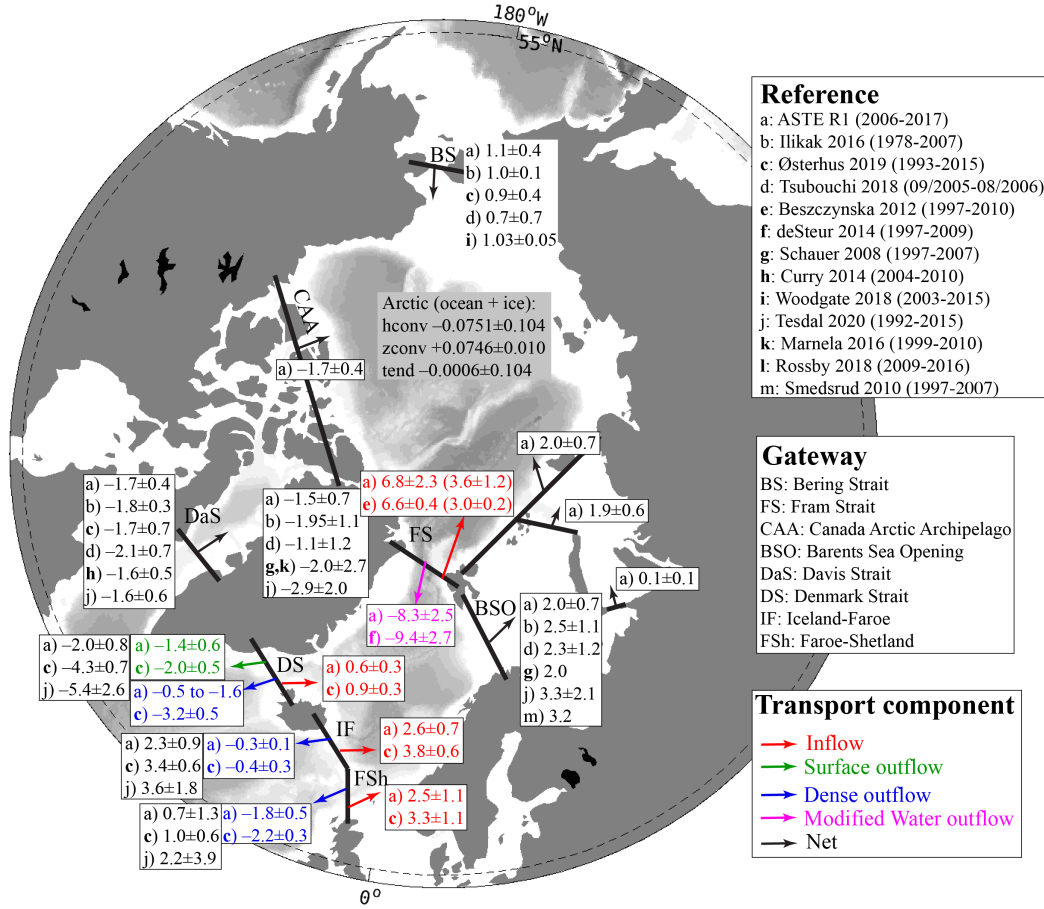 180°W
55°N
BS
a) 1.1±0.4
b) 1.0±0.1
c) 0.9±0.4
d) 0.7±0.7
i) 1.03±0.05
CAA
a) −1.7±0.4
Arctic (ocean + ice):
hconv −0.0751±0.104
zconv +0.0746±0.010
tend −0.0006±0.104
a) 2.0±0.7
a) 1.9±0.6
a) 0.1±0.1
a) 6.8±2.3 (3.6±1.2)
e) 6.6±0.4 (3.0±0.2)
FS
a) −1.5±0.7
b) −1.95±1.1
d) −1.1±1.2
g,k) −2.0±2.7
j) −2.9±2.0
a) −8.3±2.5
f) −9.4±2.7
DaS
a) −1.7±0.4
b) −1.8±0.3
c) −1.7±0.7
d) −2.1±0.7
h) −1.6±0.5
j) −1.6±0.6
BSO
a) 2.0±0.7
b) 2.5±1.1
d) 2.3±1.2
g) 2.0
j) 3.3±2.1
m) 3.2
DS
a) −2.0±0.8
c) −4.3±0.7
j) −5.4±2.6
a) −1.4±0.6
c) −2.0±0.5
a) −0.5 to −1.6
c) −3.2±0.5
a) 0.6±0.3
c) 0.9±0.3
IF
a) 2.3±0.9
c) 3.4±0.6
j) 3.6±1.8
a) −0.3±0.1
c) −0.4±0.3
a) 2.6±0.7
c) 3.8±0.6
FSh
a) 0.7±1.3
c) 1.0±0.6
j) 2.2±3.9
a) −1.8±0.5
c) −2.2±0.3
a) 2.5±1.1
c) 3.3±1.1
0°
Reference
a: ASTE R1 (2006-2017)
b: Ilikak 2016 (1978-2007)
c: Østerhus 2019 (1993-2015)
d: Tsubouchi 2018 (09/2005-08/2006)
e: Beszczynska 2012 (1997-2010)
f: deSteur 2014 (1997-2009)
g: Schauer 2008 (1997-2007)
h: Curry 2014 (2004-2010)
i: Woodgate 2018 (2003-2015)
j: Tesdal 2020 (1992-2015)
k: Marnela 2016 (1999-2010)
l: Rossby 2018 (2009-2016)
m: Smedsrud 2010 (1997-2007)
Gateway
BS: Bering Strait
FS: Fram Strait
CAA: Canada Arctic Archipelago
BSO: Barents Sea Opening
DaS: Davis Strait
DS: Denmark Strait
IF: Iceland-Faroe
FSh: Faroe-Shetland
Transport component
Inflow
Surface outflow
Dense outflow
Modified Water outflow
Net